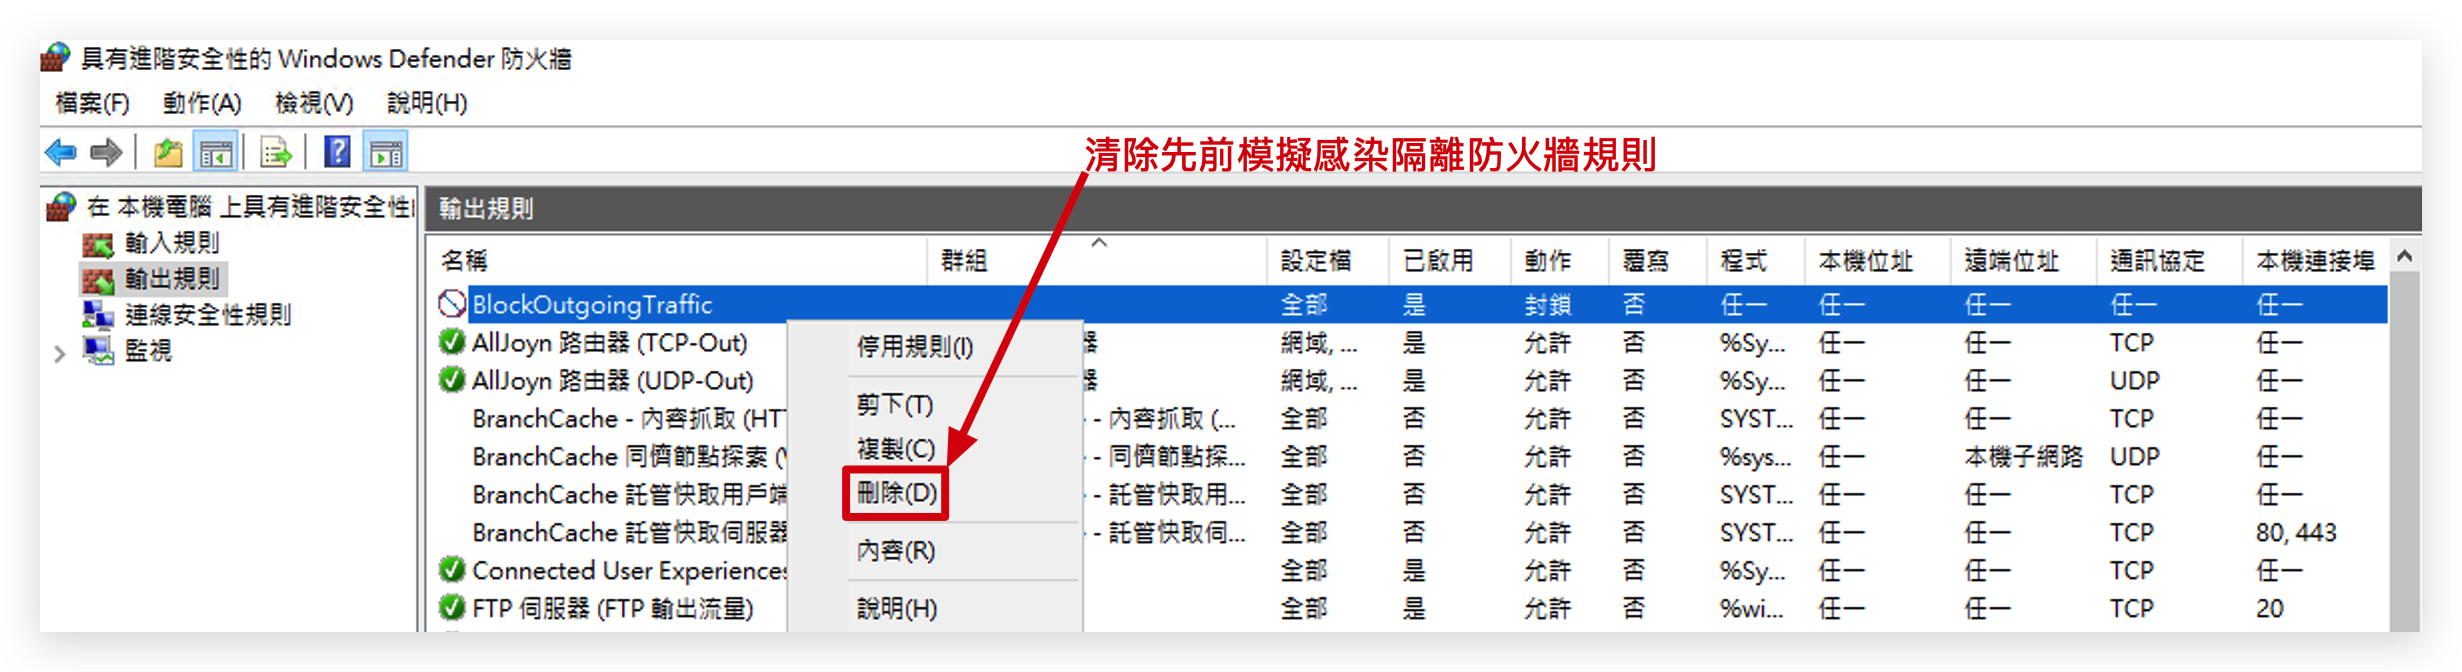 具有進階安全性的 Windows Defender 防火牆
檔案(F) 動作(A) 檢視(V) 說明(H)
清除先前模擬感染隔離防火牆規則
在 本機電腦 上具有進階安全性
輸入規則
輸出規則
連線安全性規則
監視
輸出規則
名稱 群組 設定檔 已啟用 動作 覆寫 程式 本機位址 遠端位址 通訊協定 本機連接埠
BlockOutgoingTraffic 全部 是 封鎖 否 任一 任一 任一 任一 任一
AllJoyn 路由器 (TCP-Out) 器 網域, ... 是 允許 否 %Sy... 任一 任一 TCP 任一
AllJoyn 路由器 (UDP-Out) 器 網域, ... 是 允許 否 %Sy... 任一 任一 UDP 任一
BranchCache - 內容抓取 (HT - 內容抓取 (... 全部 否 允許 否 SYST... 任一 任一 TCP 任一
BranchCache 同儕節點探索 ( - 同儕節點探... 全部 否 允許 否 %sys... 任一 本機子網路 UDP 任一
BranchCache 託管快取用戶端 - 託管快取用... 全部 否 允許 否 SYST... 任一 任一 TCP 任一
BranchCache 託管快取伺服器 - 託管快取伺... 全部 否 允許 否 SYST... 任一 任一 TCP 80, 443
Connected User Experiences 全部 是 允許 否 %Sy... 任一 任一 TCP 任一
FTP 伺服器 (FTP 輸出流量) 全部 是 允許 否 %wi... 任一 任一 TCP 20
停用規則(I)
剪下(T)
複製(C)
刪除(D)
內容(R)
說明(H)